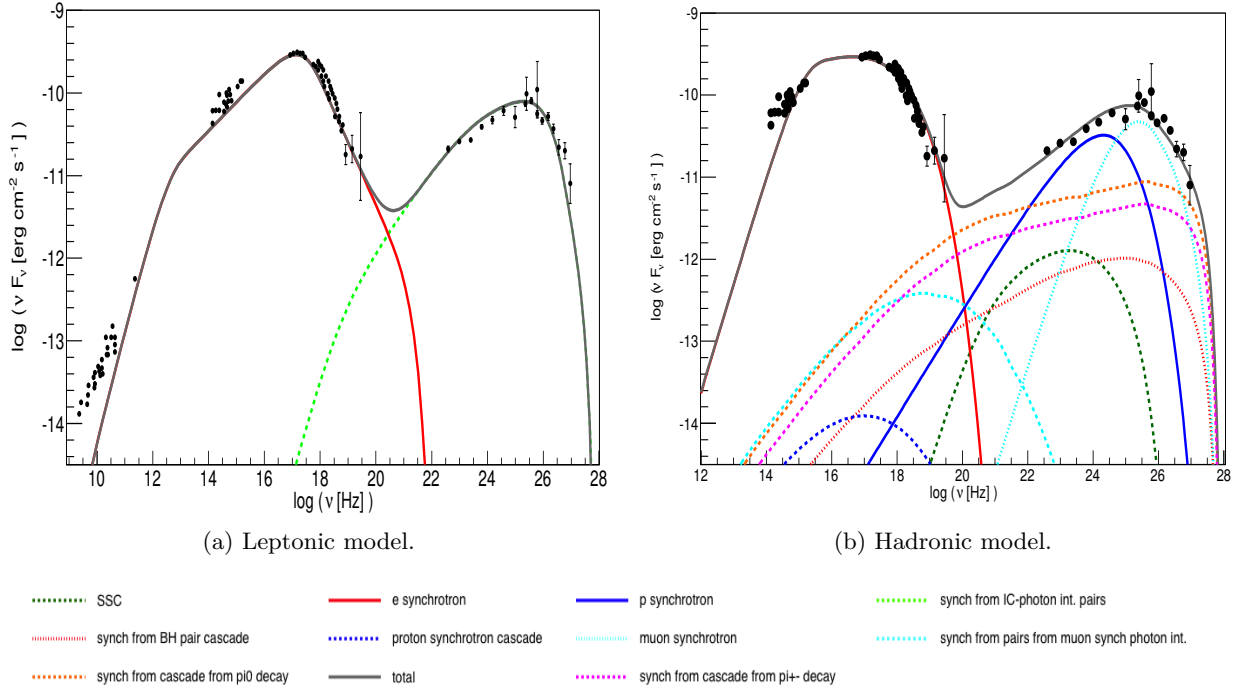 -9
-10
-11
-12
-13
-14
log ( ν Fν [erg cm-2 s-1 ] )
10 12 14 16 18 20 22 24 26 28
log ( ν [Hz] )
(a) Leptonic model.
-9
-10
-11
-12
-13
-14
log (ν Fν [erg cm-2 s-1 ] )
12 14 16 18 20 22 24 26 28
log ( ν [Hz] )
(b) Hadronic model.
SSC
e synchrotron
p synchrotron
synch from IC-photon int. pairs
synch from BH pair cascade
proton synchrotron cascade
muon synchrotron
synch from pairs from muon synch photon int.
synch from cascade from pi0 decay
total
synch from cascade from pi+- decay